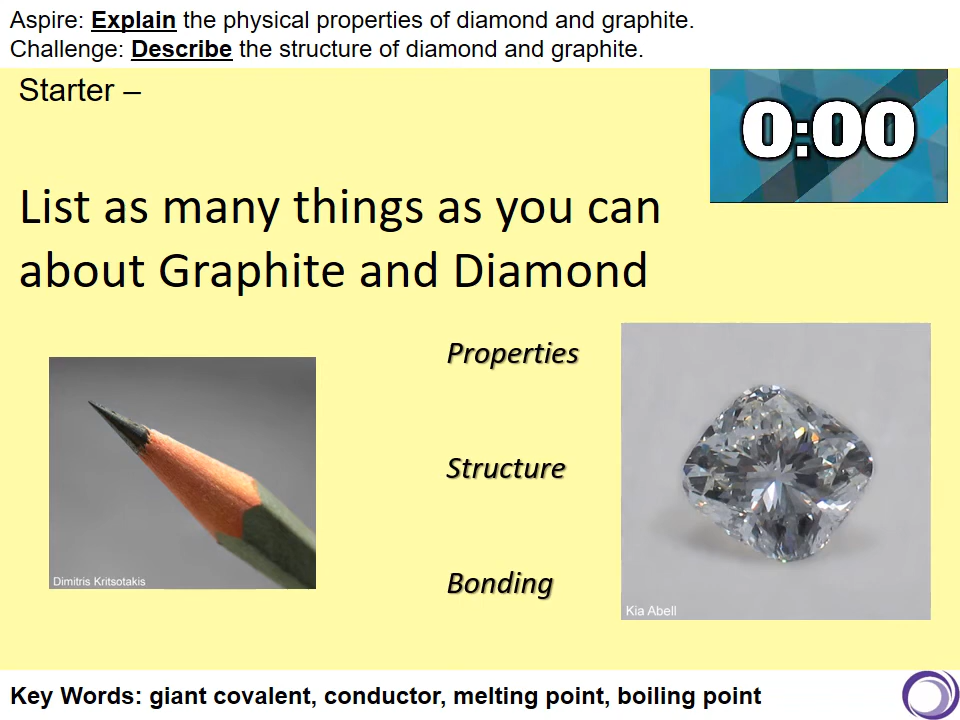 Aspire: Explain the physical properties of diamond and graphite.
Challenge: Describe the structure of diamond and graphite.
Starter –
0:00
List as many things as you can
about Graphite and Diamond
Properties
Structure
Bonding
Dimitris Kritsotakis
Kia Abell
Key Words: giant covalent, conductor, melting point, boiling point